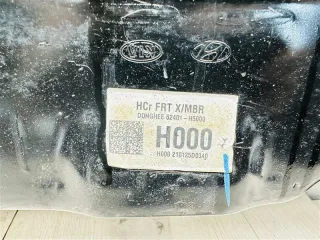 HCr FRT X/MBR
DONGHEE 62401 - H5000
H000
H000 210125D0340